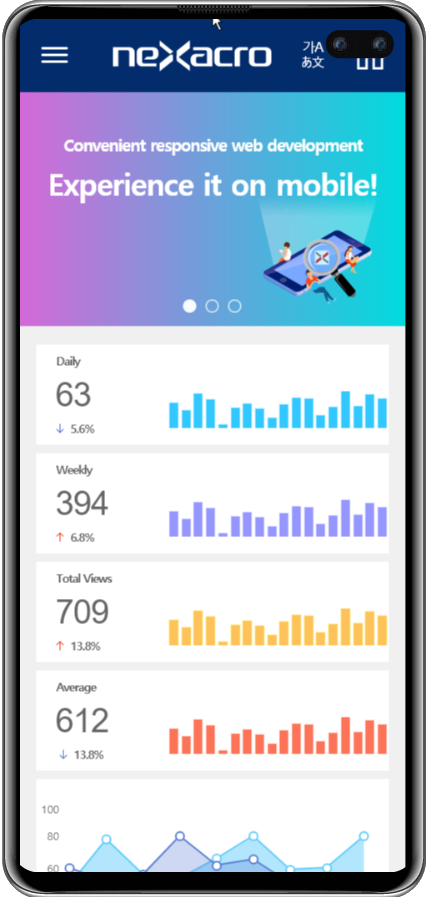 nexacro
가A
あ文
Convenient responsive web development
Experience it on mobile!
Daily
63
↓ 5.6%
Weekly
394
↑ 6.8%
Total Views
709
↑ 13.8%
Average
612
↓ 13.8%
100
80
60